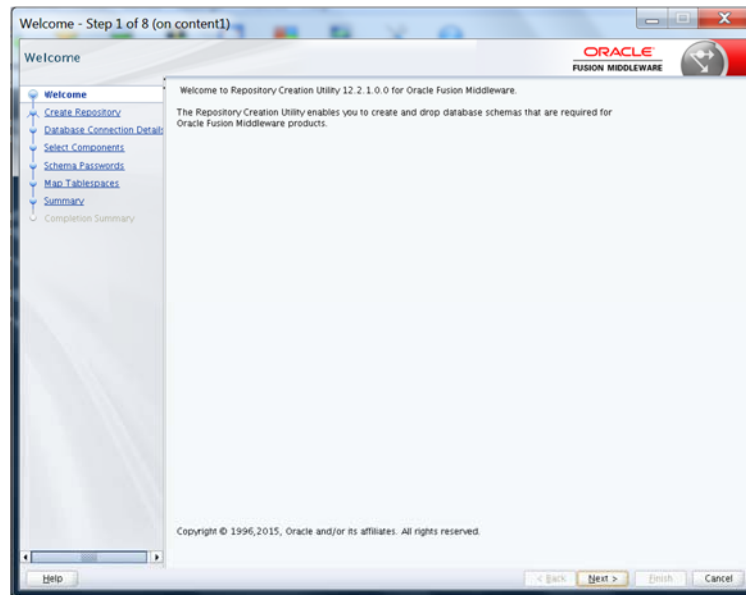 Welcome - Step 1 of 8 (on content1)
Welcome
ORACLE
FUSION MIDDLEWARE
Welcome
Create Repository
Database Connection Details
Select Components
Schema Passwords
Map Tablespaces
Summary
Completion Summary
Welcome to Repository Creation Utility 12.2.1.0.0 for Oracle Fusion Middleware.
The Repository Creation Utility enables you to create and drop database schemas that are required for
Oracle Fusion Middleware products.
Copyright © 1996,2015, Oracle and/or its affiliates. All rights reserved.
Help
< Back
Next >
Finish
Cancel